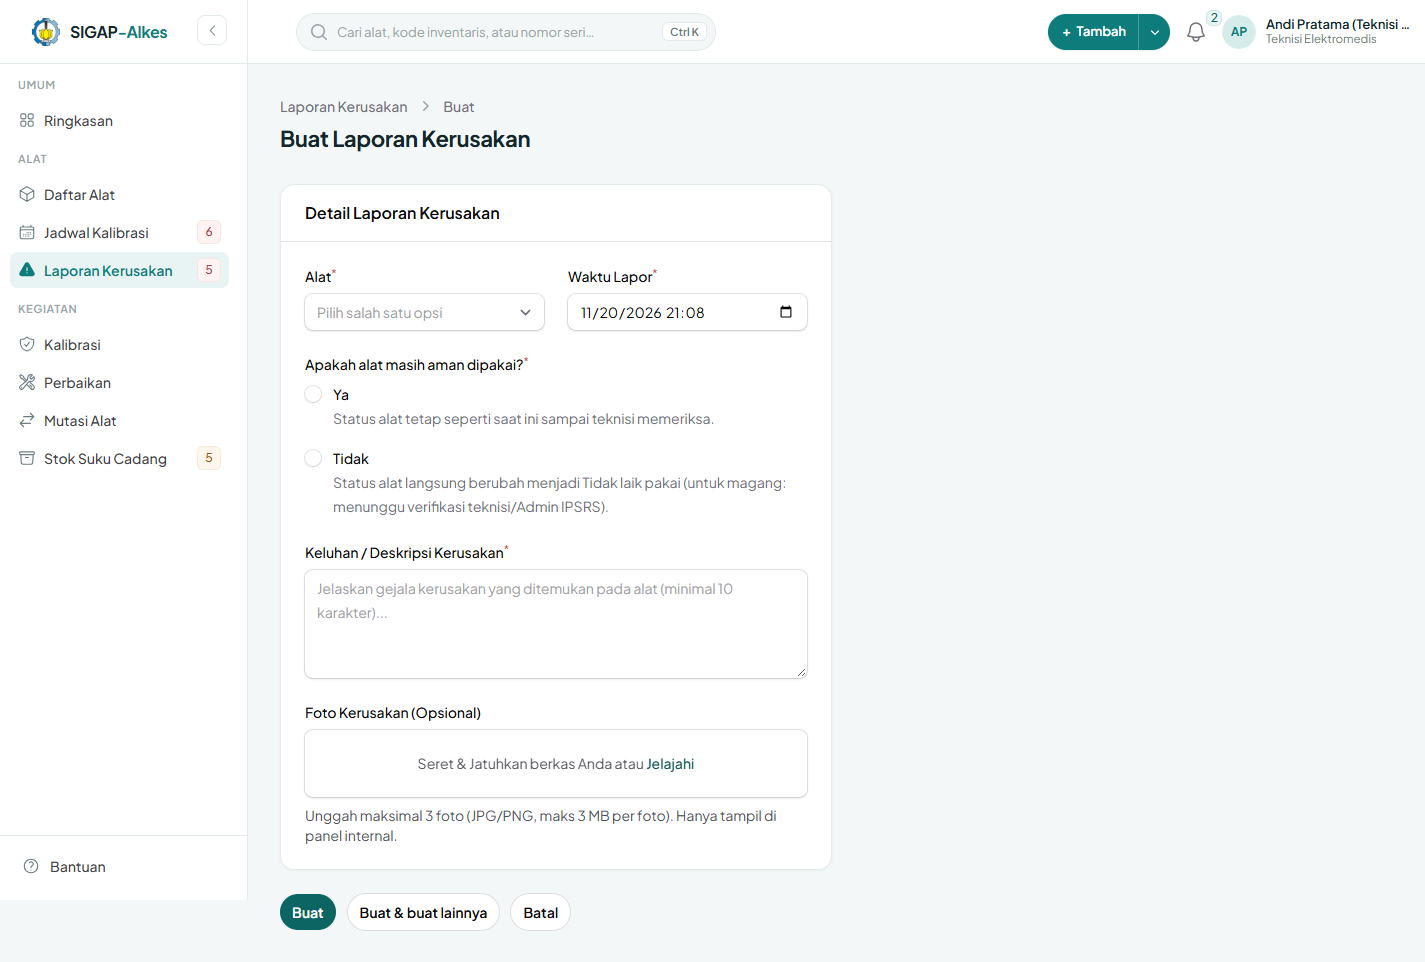 SIGAP-Alkes
Cari alat, kode inventaris, atau nomor seri...
Ctrl K
+ Tambah
2
AP
Andi Pratama (Teknisi ...
Teknisi Elektromedis
UMUM
Ringkasan
ALAT
Daftar Alat
Jadwal Kalibrasi
6
Laporan Kerusakan
5
KEGIATAN
Kalibrasi
Perbaikan
Mutasi Alat
Stok Suku Cadang
5
Bantuan
Laporan Kerusakan > Buat
Buat Laporan Kerusakan
Detail Laporan Kerusakan
Alat*
Pilih salah satu opsi
Waktu Lapor*
11/20/2026 21:08
Apakah alat masih aman dipakai?*
Ya
Status alat tetap seperti saat ini sampai teknisi memeriksa.
Tidak
Status alat langsung berubah menjadi Tidak laik pakai (untuk magang:
menunggu verifikasi teknisi/Admin IPSRS).
Keluhan / Deskripsi Kerusakan*
Jelaskan gejala kerusakan yang ditemukan pada alat (minimal 10
karakter)...
Foto Kerusakan (Opsional)
Seret & Jatuhkan berkas Anda atau Jelajahi
Unggah maksimal 3 foto (JPG/PNG, maks 3 MB per foto). Hanya tampil di
panel internal.
Buat
Buat & buat lainnya
Batal